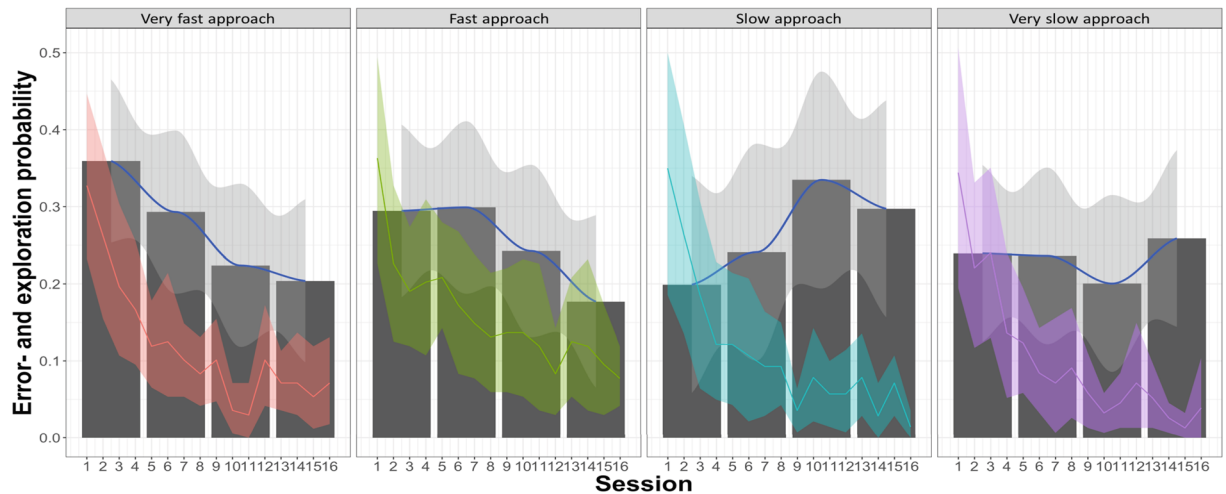 Very fast approach
Fast approach
Slow approach
Very slow approach
Error- and exploration probability
0.5
0.4
0.3
0.2
0.1
0.0
1 2 3 4 5 6 7 8 9 10 11 12 13 14 15 16
1 2 3 4 5 6 7 8 9 10 11 12 13 14 15 16
1 2 3 4 5 6 7 8 9 10 11 12 13 14 15 16
1 2 3 4 5 6 7 8 9 10 11 12 13 14 15 16
Session